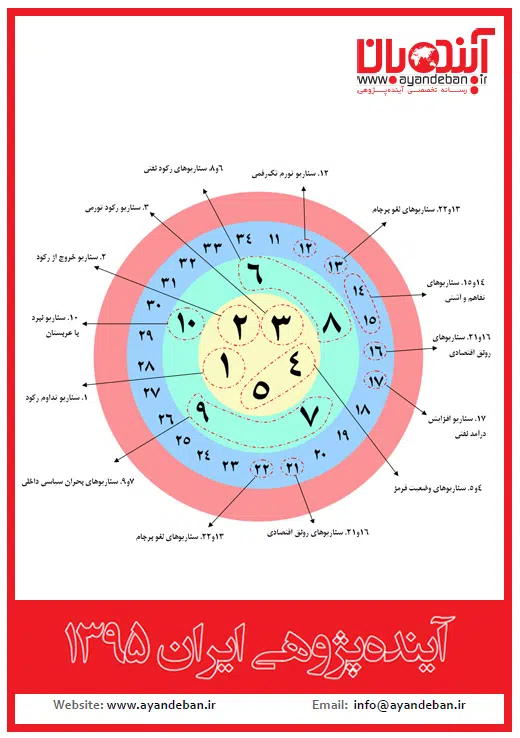 آینده‌بان
www.ayandeban.ir
رسانه تخصصی آینده‌پژوهی
۱۲. سناریو تورم تک‌رقمی
۶و۸. سناریوهای رکود نفتی
۳. سناریو رکود تورمی
۱۳و۲۲. سناریوهای لغو برجام
۲. سناریو خروج از رکود
۱۴و۱۵. سناریوهای
تفاهم و آشتی
۱۰. سناریو نبرد
با عربستان
۱۶و۲۱. سناریوهای
رونق اقتصادی
۱. سناریو تداوم رکود
۱۷. سناریو افزایش
درآمد نفتی
۷و۹. سناریوهای بحران سیاسی داخلی
۴و۵. سناریوهای وضعیت قرمز
۱۳و۲۲. سناریوهای لغو برجام
۱۶و۲۱. سناریوهای رونق اقتصادی
۱
۲
۳
۴
۵
۶
۷
۸
۹
۱۰
۱۱
۱۲
۱۳
۱۴
۱۵
۱۶
۱۷
۱۸
۱۹
۲۰
۲۱
۲۲
۲۳
۲۴
۲۵
۲۶
۲۷
۲۸
۲۹
۳۰
۳۱
۳۲
۳۳
۳۴
آینده‌پژوهی ایران ۱۳۹۵
Website: www.ayandeban.ir
Email: info@ayandeban.ir